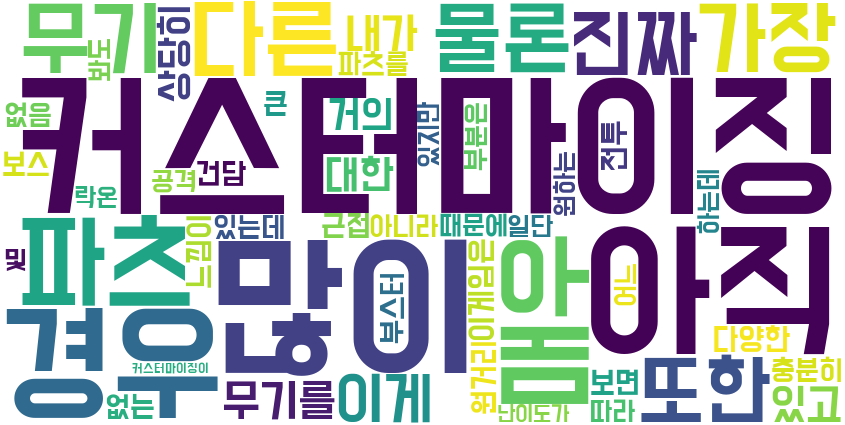 무기
봐도
상당히
다른
내가
파츠를
물론
진짜
가장
커스터마이징
없음
보스
큰
거의
있지만
부분은
전투
락온
공격
건담
대한
원하는
하는데
및
파츠
느낌이
있는데
근접
아니라
때문에
일단
많이
부스터
이게임은
아몸
어느
아직
경우
커스터마이징이
없는
무기를
이게
원거리
난이도가
보면
따라
또한
다양한
충분히
있고